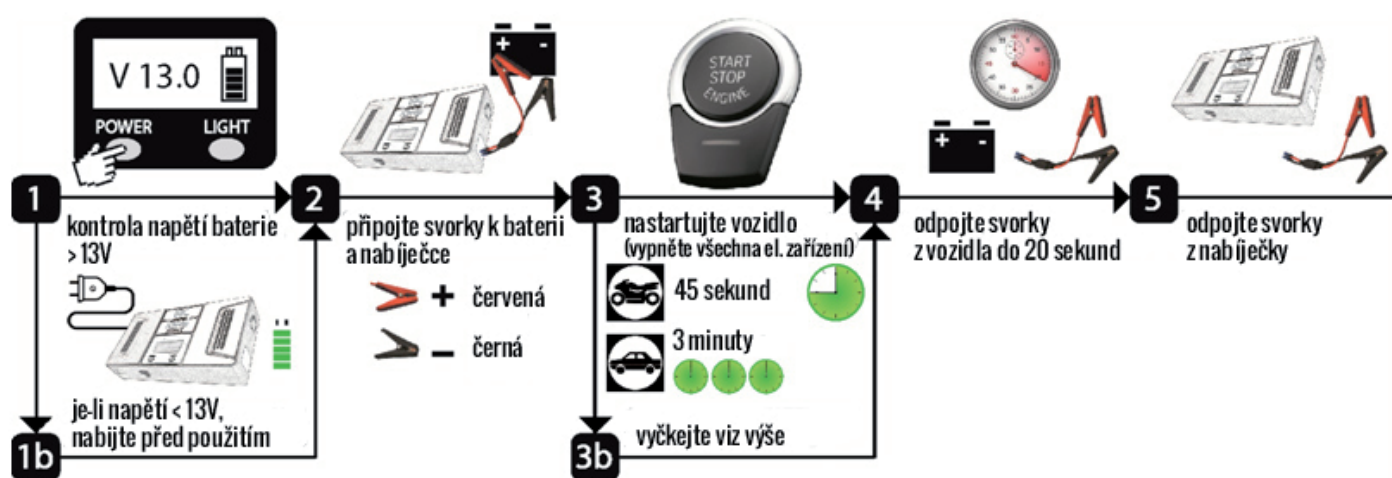 V 13.0
POWER
LIGHT
+ -
START
STOP
ENGINE
+ -
1
2
3
4
5
kontrola napětí baterie
> 13V
připojte svorky k baterii
a nabíječce
+ červená
– černá
nastartujte vozidlo
(vypněte všechna el. zařízení)
45 sekund
3 minuty
odpojte svorky
z vozidla do 20 sekund
odpojte svorky
z nabíječky
je-li napětí < 13V,
nabijte před použitím
1b
vyčkejte viz výše
3b